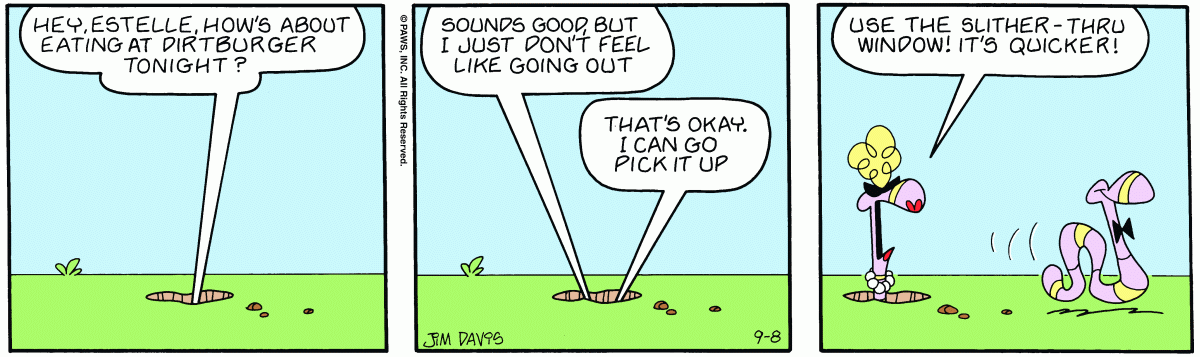 HEY, ESTELLE, HOW'S ABOUT
EATING AT DIRTBURGER
TONIGHT?
© PAWS, INC. All Rights Reserved.
SOUNDS GOOD, BUT
I JUST DON'T FEEL
LIKE GOING OUT
THAT'S OKAY.
I CAN GO
PICK IT UP
JIM DAVIS
9-8
USE THE SLITHER-THRU
WINDOW! IT'S QUICKER!